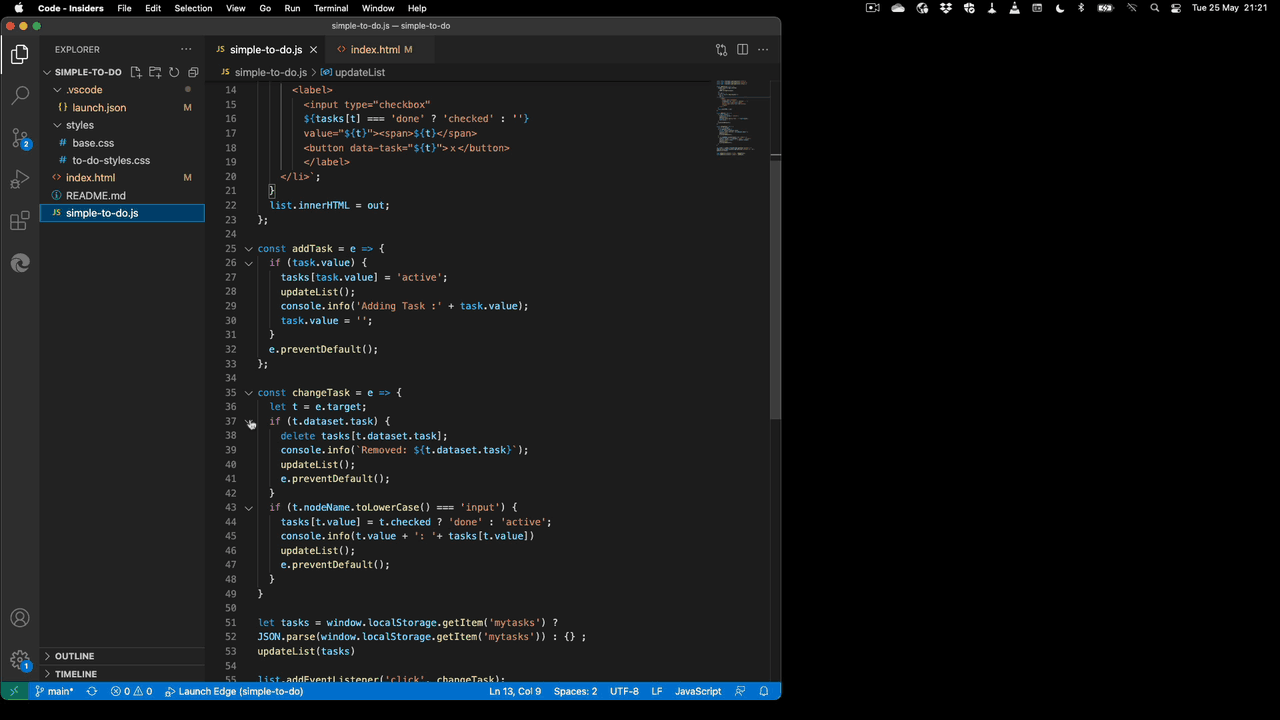 Code - Insiders File Edit Selection View Go Run Terminal Window Help Tue 25 May 21:21
simple-to-do.js — simple-to-do
EXPLORER
SIMPLE-TO-DO
.vscode
{} launch.json M
styles
# base.css
# to-do-styles.css
<> index.html M
README.md
JS simple-to-do.js
OUTLINE
TIMELINE
JS simple-to-do.js
<> index.html M
JS simple-to-do.js > updateList
14 <label>
15 <input type="checkbox"
16 ${tasks[t] === 'done' ? 'checked' : ''}
17 value="${t}"><span>${t}</span>
18 <button data-task="${t}">x</button>
19 </label>
20 </li>`;
21 }
22 list.innerHTML = out;
23 };
24
25 const addTask = e => {
26 if (task.value) {
27 tasks[task.value] = 'active';
28 updateList();
29 console.info('Adding Task :' + task.value);
30 task.value = '';
31 }
32 e.preventDefault();
33 };
34
35 const changeTask = e => {
36 let t = e.target;
37 if (t.dataset.task) {
38 delete tasks[t.dataset.task];
39 console.info(`Removed: ${t.dataset.task}`);
40 updateList();
41 e.preventDefault();
42 }
43 if (t.nodeName.toLowerCase() === 'input') {
44 tasks[t.value] = t.checked ? 'done' : 'active';
45 console.info(t.value + ': '+ tasks[t.value])
46 updateList();
47 e.preventDefault();
48 }
49 }
50
51 let tasks = window.localStorage.getItem('mytasks') ?
52 JSON.parse(window.localStorage.getItem('mytasks')) : {} ;
53 updateList(tasks)
54
55 list.addEventListener('click', changeTask);
2
1
main* 0 0 Launch Edge (simple-to-do) Ln 13, Col 9 Spaces: 2 UTF-8 LF JavaScript